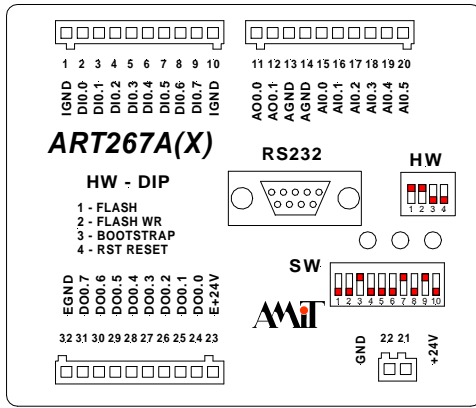 1 2 3 4 5 6 7 8 9 10
IGND DI0.0 DI0.1 DI0.2 DI0.3 DI0.4 DI0.5 DI0.6 DI0.7 IGND
11 12 13 14 15 16 17 18 19 20
AO0.0 AO0.1 AGND AGND AI0.0 AI0.1 AI0.2 AI0.3 AI0.4 AI0.5
ART267A(X)
RS232
HW
1 2 3 4
HW - DIP
1 - FLASH
2 - FLASH WR
3 - BOOTSTRAP
4 - RST RESET
SW
1 2 3 4 5 6 7 8 9 10
EGND DO0.7 DO0.6 DO0.5 DO0.4 DO0.3 DO0.2 DO0.1 DO0.0 E+24V
32 31 30 29 28 27 26 25 24 23
AMiT
GND 22 21 +24V